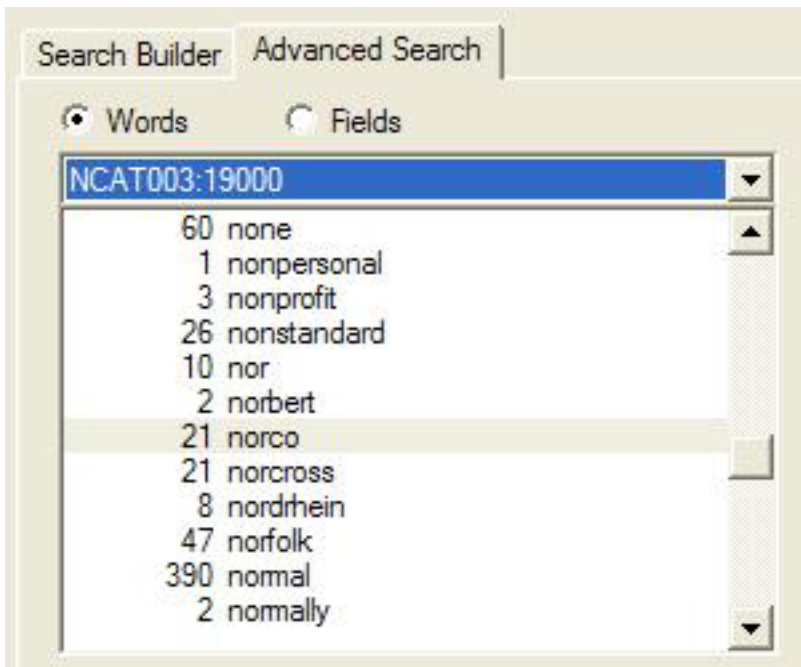 Search Builder Advanced Search
Words Fields
NCAT003:19000
60 none
1 nonpersonal
3 nonprofit
26 nonstandard
10 nor
2 norbert
21 norco
21 norcross
8 nordrhein
47 norfolk
390 normal
2 normally